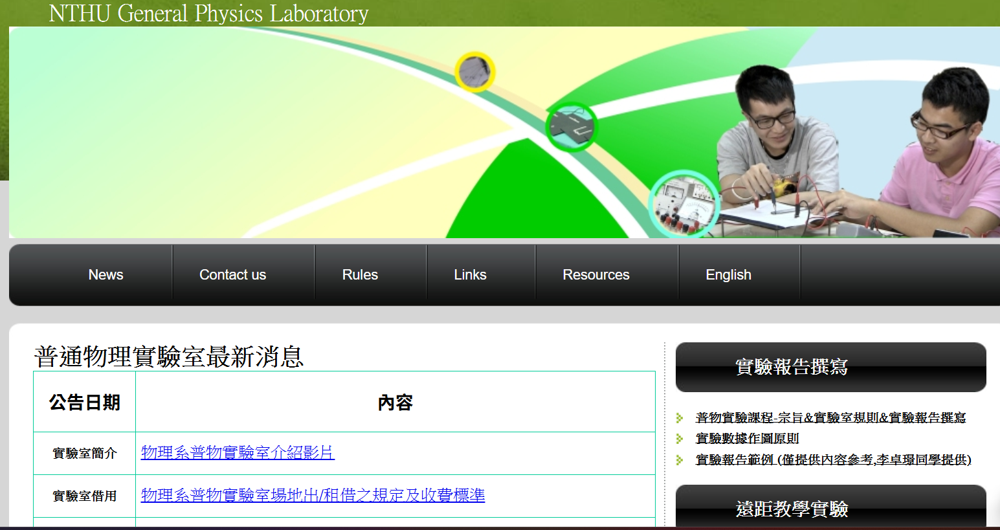 NTHU General Physics Laboratory
News
Contact us
Rules
Links
Resources
English
普通物理實驗室最新消息
公告日期
內容
實驗室簡介
物理系普物實驗室介紹影片
實驗室借用
物理系普物實驗室場地出/租借之規定及收費標準
實驗報告撰寫
普物實驗課程-宗旨&實驗室規則&實驗報告撰寫
實驗數據作圖原則
實驗報告範例 (僅提供內容參考,李卓環同學提供)
遠距教學實驗